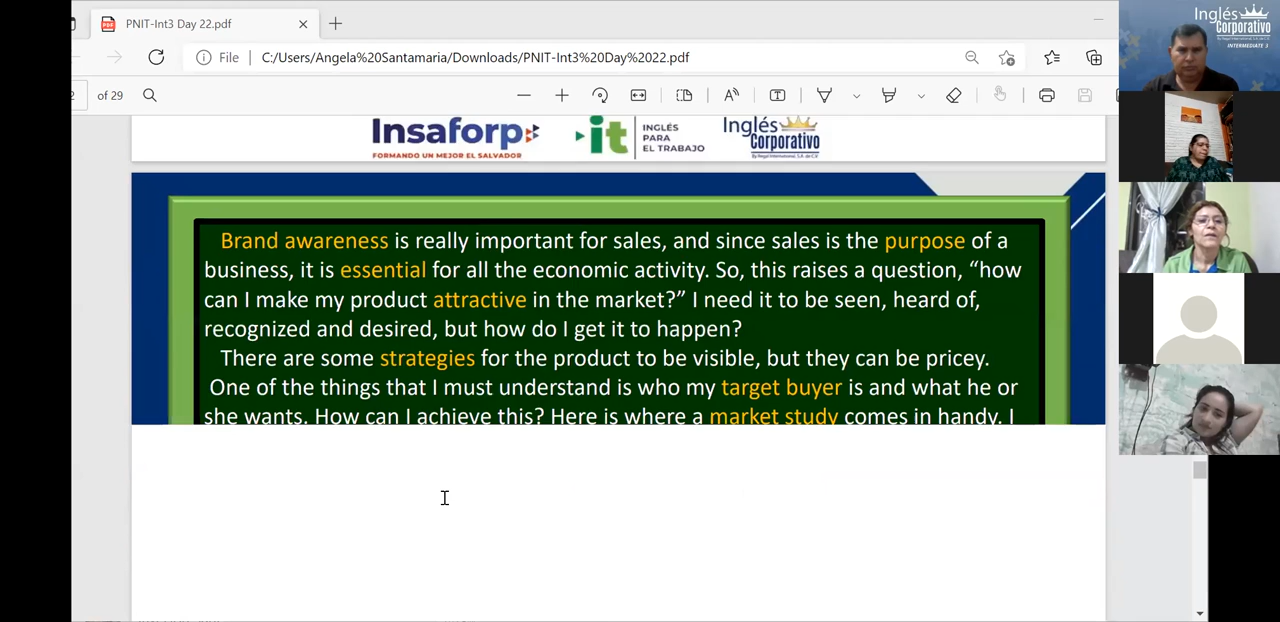 PNIT-Int3 Day 22.pdf
File C:/Users/Angela%20Santamaria/Downloads/PNIT-Int3%20Day%2022.pdf
2 of 29
Inglés
Corporativo
INTERMEDIATE 3
Insaforp
FORMANDO UN MEJOR EL SALVADOR
it
INGLÉS
PARA
EL TRABAJO
Inglés
Corporativo
By Regal International, S.A. de C.V.
Brand awareness is really important for sales, and since sales is the purpose of a
business, it is essential for all the economic activity. So, this raises a question, “how
can I make my product attractive in the market?” I need it to be seen, heard of,
recognized and desired, but how do I get it to happen?
There are some strategies for the product to be visible, but they can be pricey.
One of the things that I must understand is who my target buyer is and what he or
she wants. How can I achieve this? Here is where a market study comes in handy. I